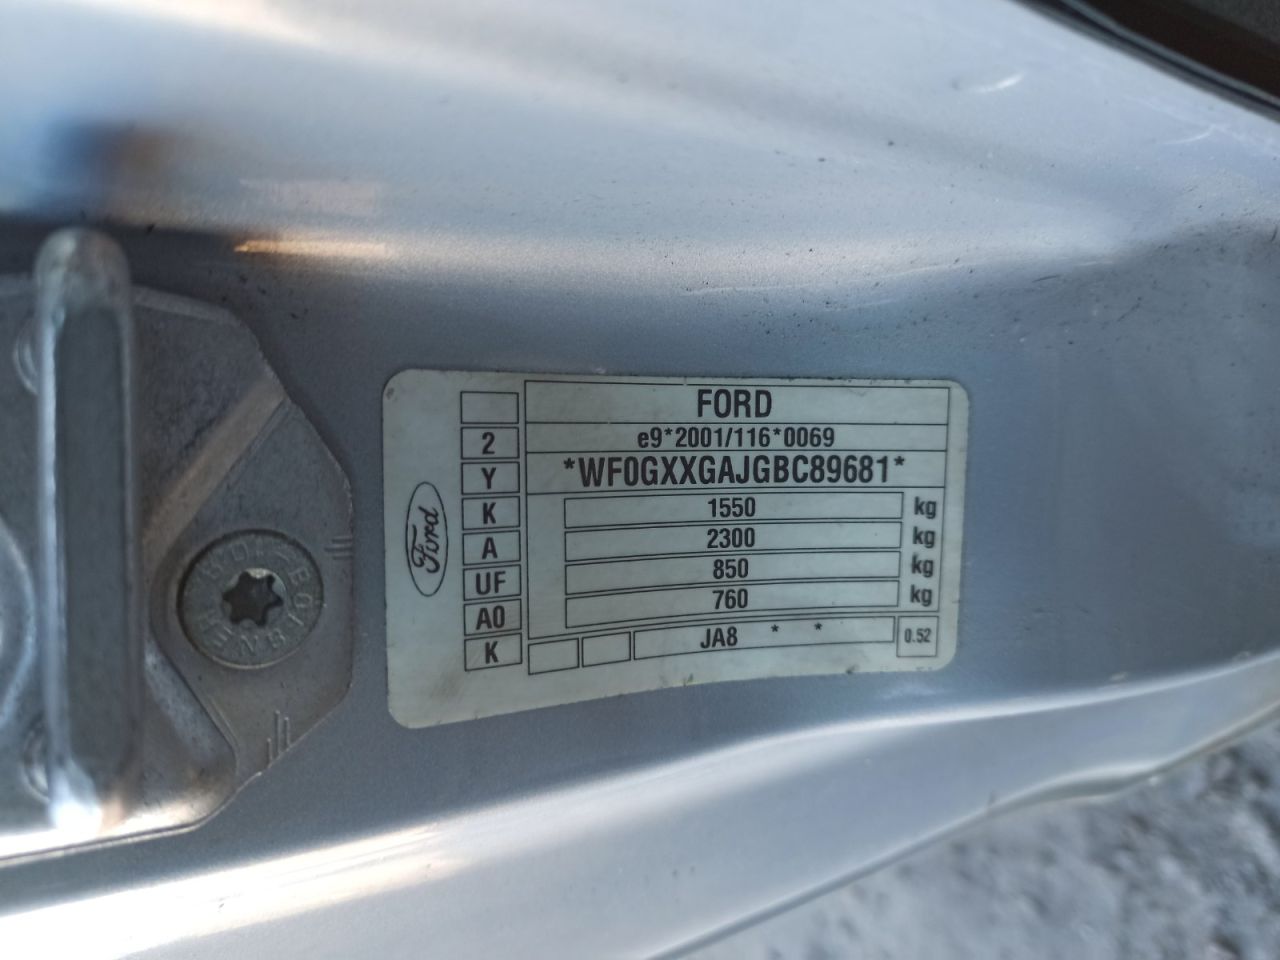 FORD
2 e9*2001/116*0069
Y *WF0GXXGAJGBC89681*
K 1550 kg
A 2300 kg
UF 850 kg
A0 760 kg
K JA8 * * 0.52
Ford